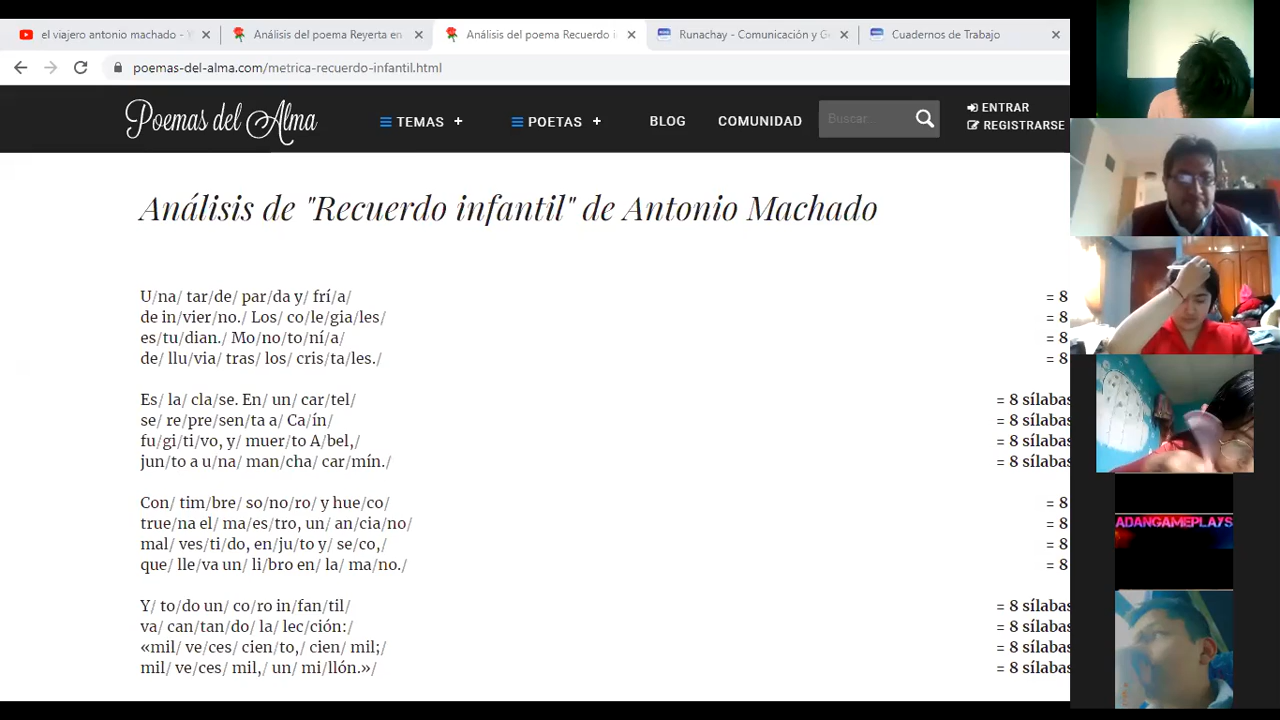 el viajero antonio machado - Y
Análisis del poema Reyerta en
Análisis del poema Recuerdo i
Runachay - Comunicación y G
Cuadernos de Trabajo
poemas-del-alma.com/metrica-recuerdo-infantil.html
Poemas del Alma
TEMAS +
POETAS +
BLOG
COMUNIDAD
Buscar...
ENTRAR
REGISTRARSE
Análisis de "Recuerdo infantil" de Antonio Machado
U/na/ tar/de/ par/da y/ frí/a/ = 8
de in/vier/no./ Los/ co/le/gia/les/ = 8
es/tu/dian./ Mo/no/to/ní/a/ = 8
de/ llu/via/ tras/ los/ cris/ta/les./ = 8
Es/ la/ cla/se. En/ un/ car/tel/ = 8 sílabas
se/ re/pre/sen/ta a/ Ca/ín/ = 8 sílabas
fu/gi/ti/vo, y/ muer/to A/bel,/ = 8 sílabas
jun/to a u/na/ man/cha/ car/mín./ = 8 sílabas
Con/ tim/bre/ so/no/ro/ y hue/co/ = 8
true/na el/ ma/es/tro, un/ an/cia/no/ = 8
mal/ ves/ti/do, en/ju/to y/ se/co,/ = 8
que/ lle/va un/ li/bro en/ la/ ma/no./ = 8
Y/ to/do un/ co/ro in/fan/til/ = 8 sílabas
va/ can/tan/do/ la/ lec/ción:/ = 8 sílabas
«mil/ ve/ces/ cien/to,/ cien/ mil;/ = 8 sílabas
mil/ ve/ces/ mil,/ un/ mi/llón.»/ = 8 sílabas
ADANGAMEPLAYS